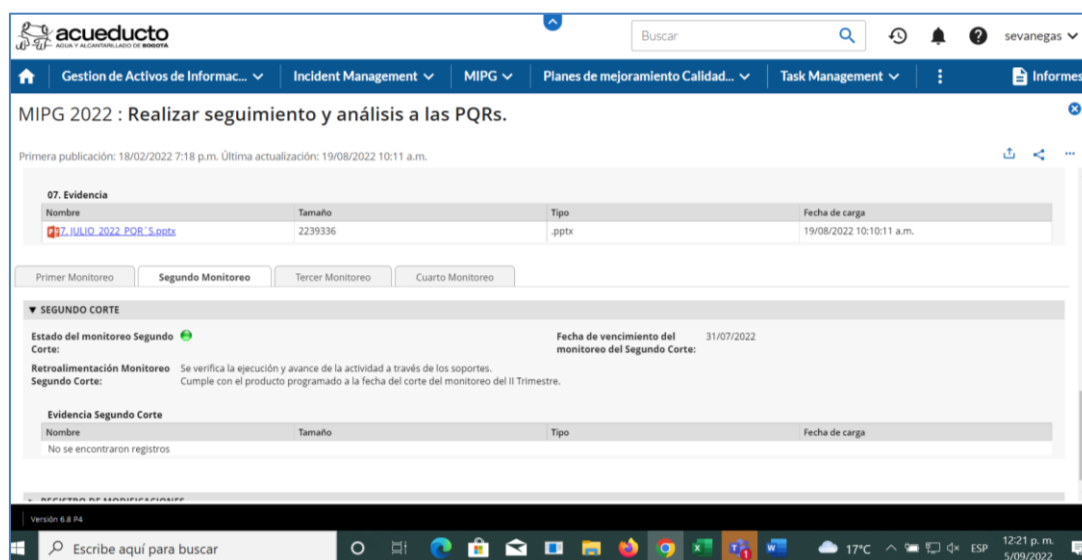 acueducto
AGUA Y ALCANTARILLADO DE BOGOTÁ
Buscar
sevanegas
Gestion de Activos de Informac...
Incident Management
MIPG
Planes de mejoramiento Calidad...
Task Management
Informes
MIPG 2022 : Realizar seguimiento y análisis a las PQRs.
Primera publicación: 18/02/2022 7:18 p.m. Última actualización: 19/08/2022 10:11 a.m.
07. Evidencia
Nombre Tamaño Tipo Fecha de carga
7. JULIO 2022 PQR´S.pptx 2239336 .pptx 19/08/2022 10:10:11 a.m.
Primer Monitoreo Segundo Monitoreo Tercer Monitoreo Cuarto Monitoreo
SEGUNDO CORTE
Estado del monitoreo Segundo Corte:
Fecha de vencimiento del monitoreo del Segundo Corte: 31/07/2022
Retroalimentación Monitoreo Segundo Corte:
Se verifica la ejecución y avance de la actividad a través de los soportes.
Cumple con el producto programado a la fecha del corte del monitoreo del II Trimestre.
Evidencia Segundo Corte
Nombre Tamaño Tipo Fecha de carga
No se encontraron registros
REGISTRO DE MODIFICACIONES
Versión 6.8 P4
Escribe aquí para buscar
1
17°C
ESP
12:21 p. m.
5/09/2022